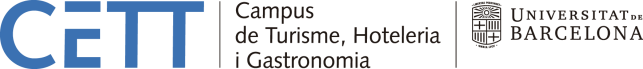 CETT
Campus
de Turisme, Hoteleria
i Gastronomia
UNIVERSITAT DE
BARCELONA